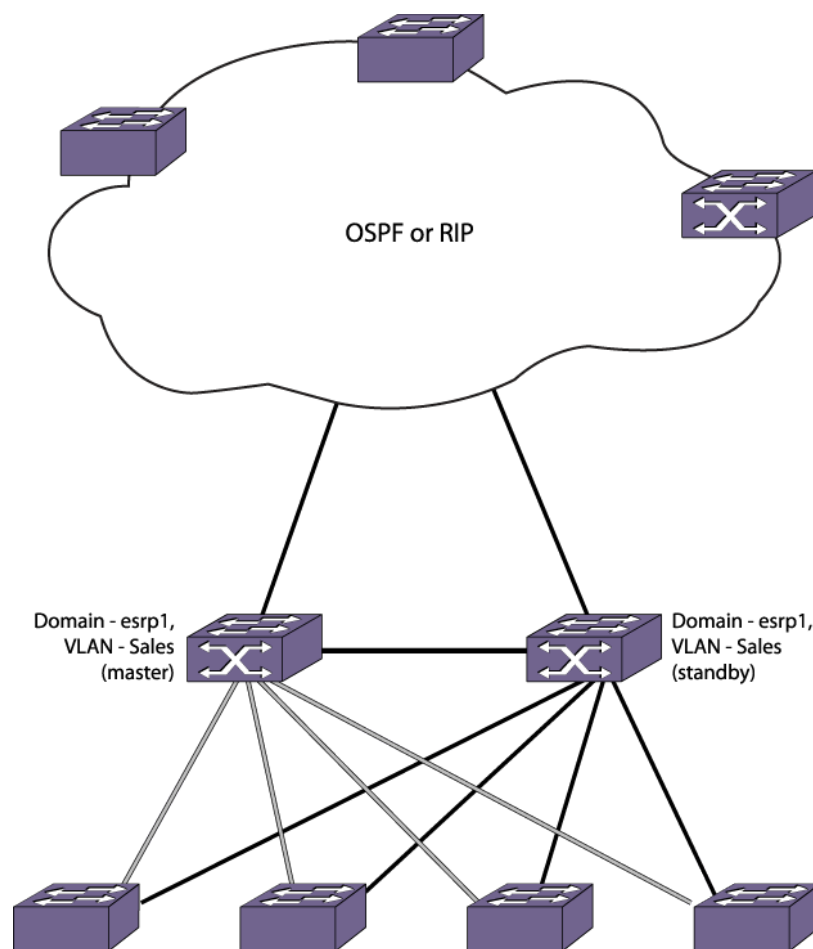 OSPF or RIP
Domain - esrp1,
VLAN - Sales
(master)
Domain - esrp1,
VLAN - Sales
(standby)